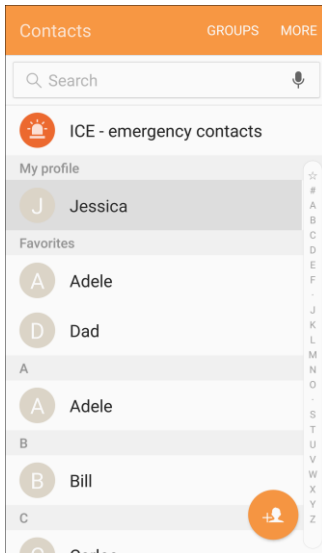 Contacts GROUPS MORE
Search
ICE - emergency contacts
My profile
J Jessica
Favorites
A Adele
D Dad
A
A Adele
B
B Bill
C
☆
#
A
B
C
D
E
F
·
J
K
L
M
N
O
·
S
T
U
V
W
X
Y
Z